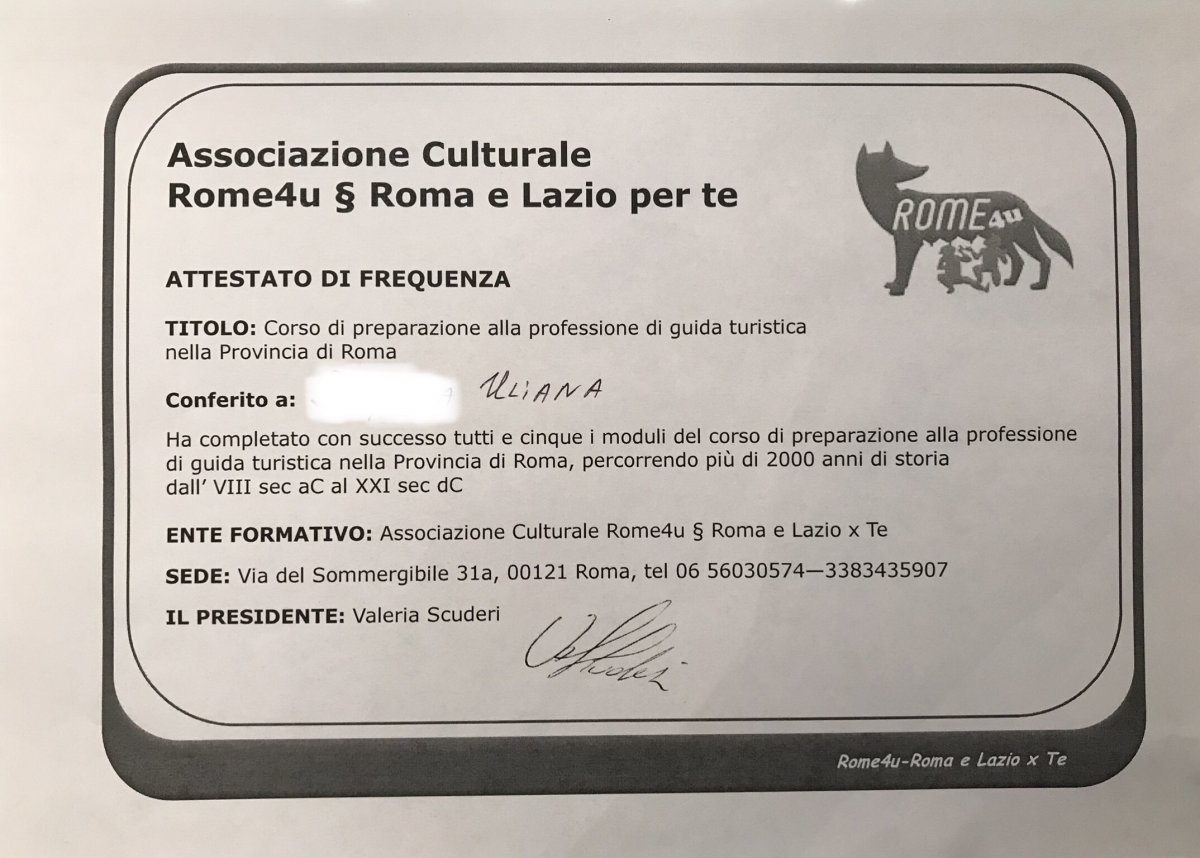 Associazione Culturale
Rome4u § Roma e Lazio per te
ROME4u
ATTESTATO DI FREQUENZA
TITOLO: Corso di preparazione alla professione di guida turistica
nella Provincia di Roma
Conferito a: ULIANA
Ha completato con successo tutti e cinque i moduli del corso di preparazione alla professione
di guida turistica nella Provincia di Roma, percorrendo più di 2000 anni di storia
dall' VIII sec aC al XXI sec dC
ENTE FORMATIVO: Associazione Culturale Rome4u § Roma e Lazio x Te
SEDE: Via del Sommergibile 31a, 00121 Roma, tel 06 56030574—3383435907
IL PRESIDENTE: Valeria Scuderi
Rome4u-Roma e Lazio x Te